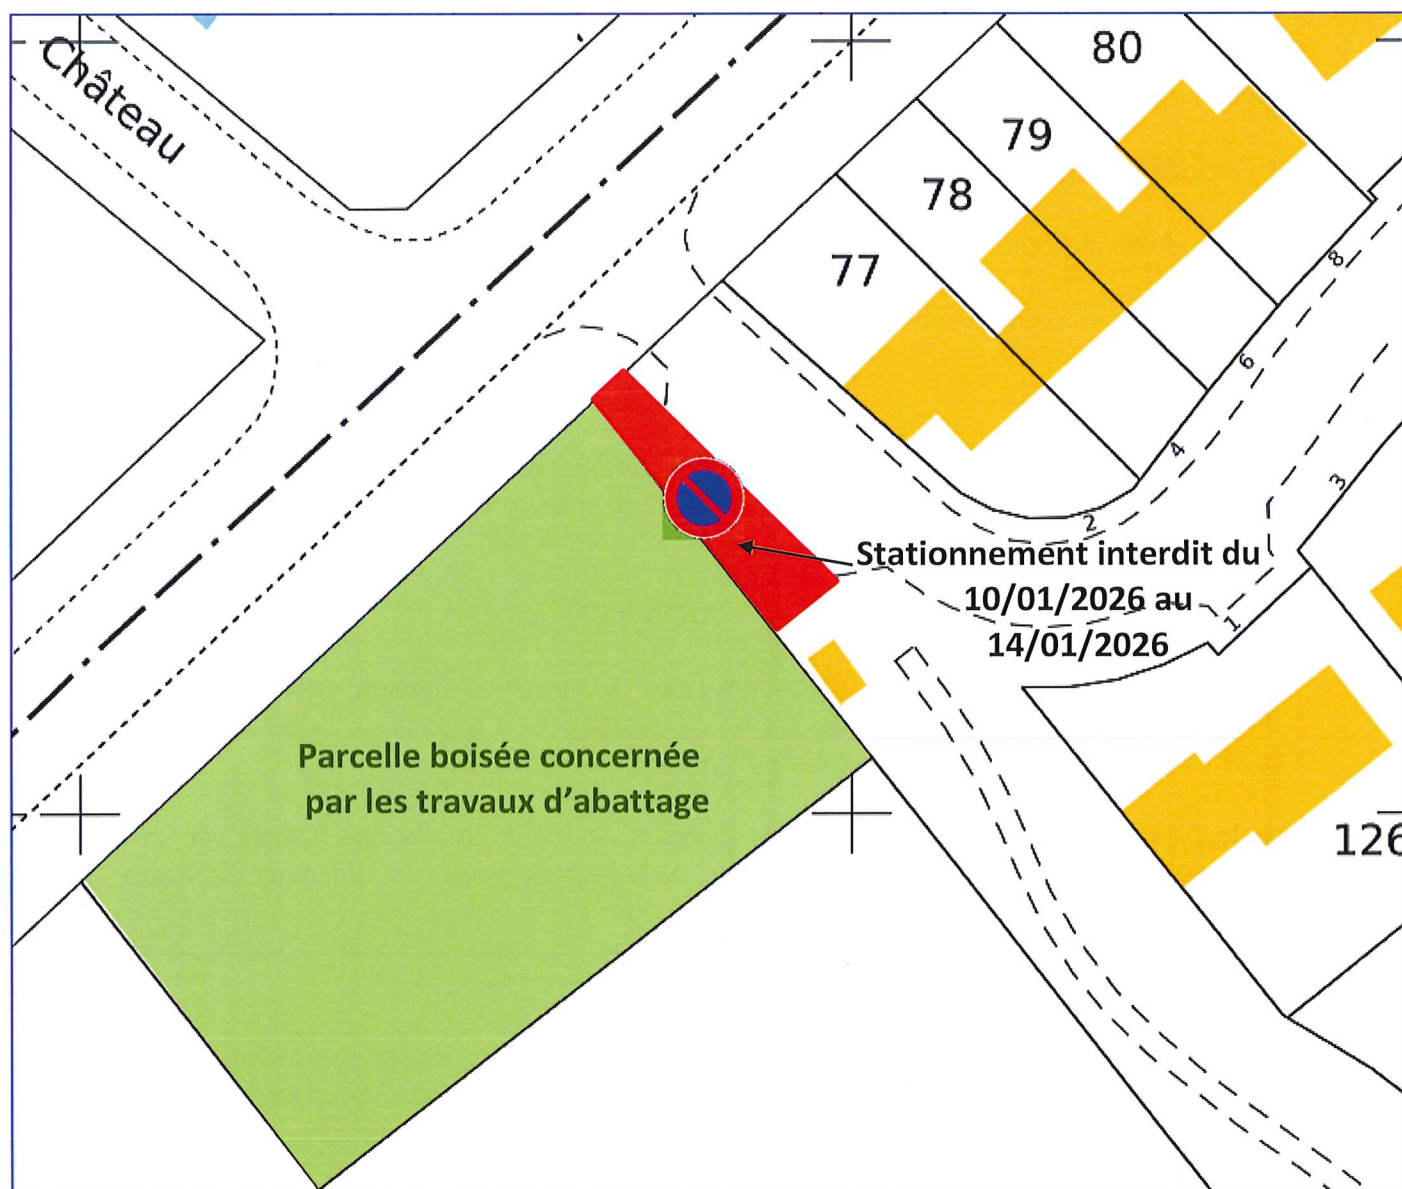 Château
80
79
78
77
8
6
4
2
3
1
Stationnement interdit du
10/01/2026 au
14/01/2026
Parcelle boisée concernée
par les travaux d’abattage
126